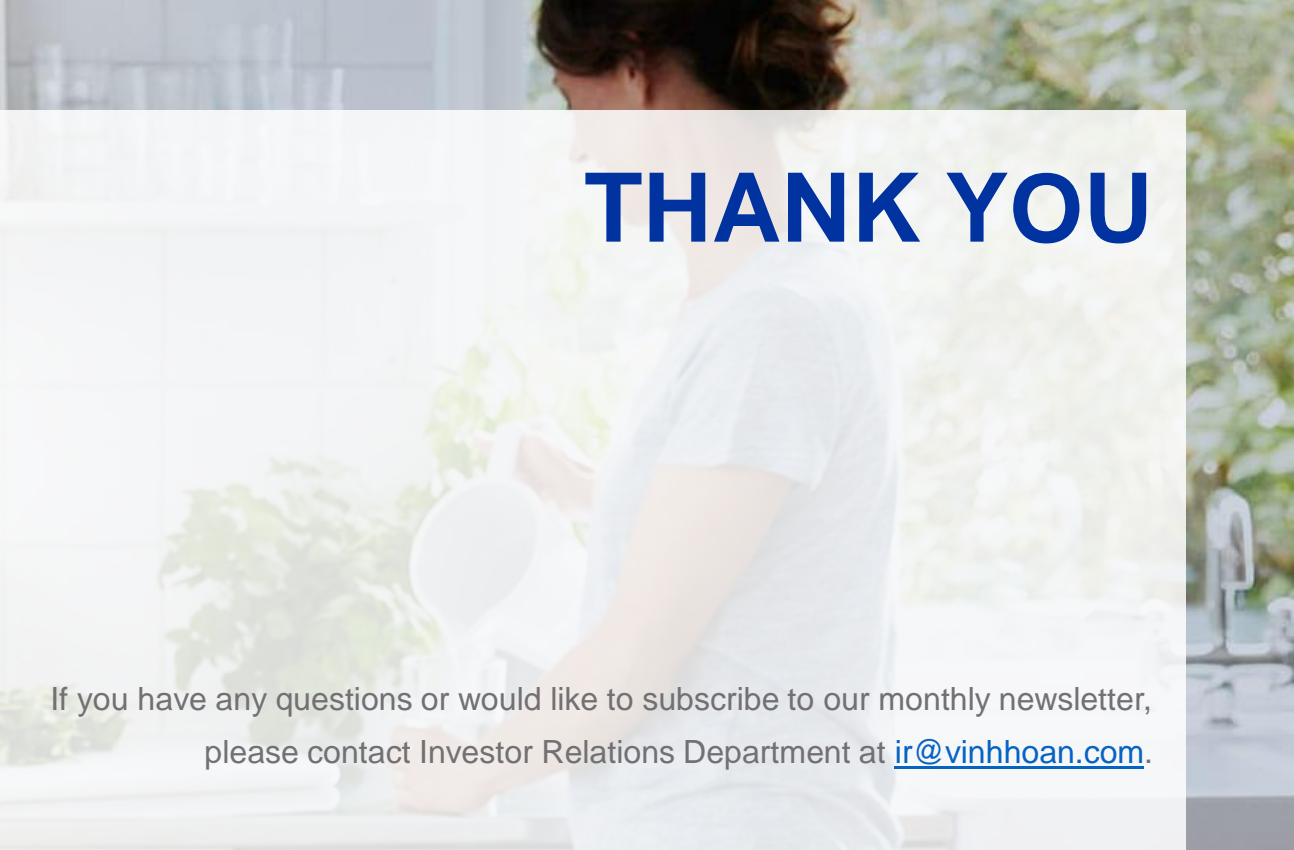 THANK YOU
If you have any questions or would like to subscribe to our monthly newsletter,
please contact Investor Relations Department at ir@vinhhoan.com.